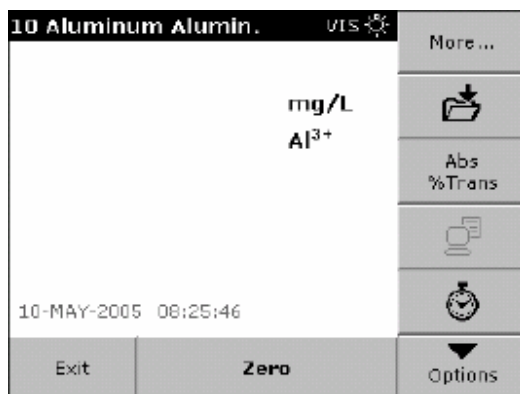 10 Aluminum Alumin. VIS
mg/L
Al³⁺
10-MAY-2005 08:25:46
Exit
Zero
More...
Abs
%Trans
Options